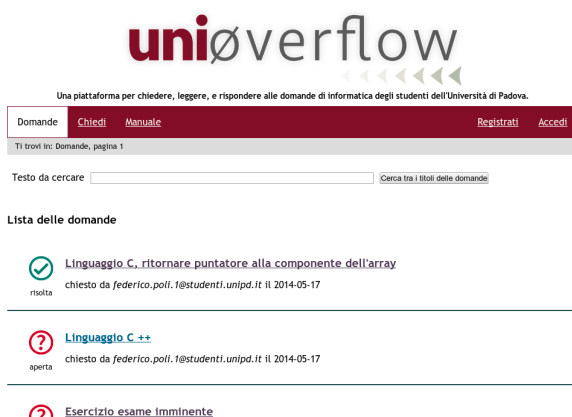 uniøverflow
Una piattaforma per chiedere, leggere, e rispondere alle domande di informatica degli studenti dell'Università di Padova.
Domande Chiedi Manuale Registrati Accedi
Ti trovi in: Domande, pagina 1
Testo da cercare Cerca tra i titoli delle domande
Lista delle domande
Linguaggio C, ritornare puntatore alla componente dell'array
chiesto da federico.poli.1@studenti.unipd.it il 2014-05-17
risolta
Linguaggio C ++
chiesto da federico.poli.1@studenti.unipd.it il 2014-05-17
aperta
Esercizio esame imminente